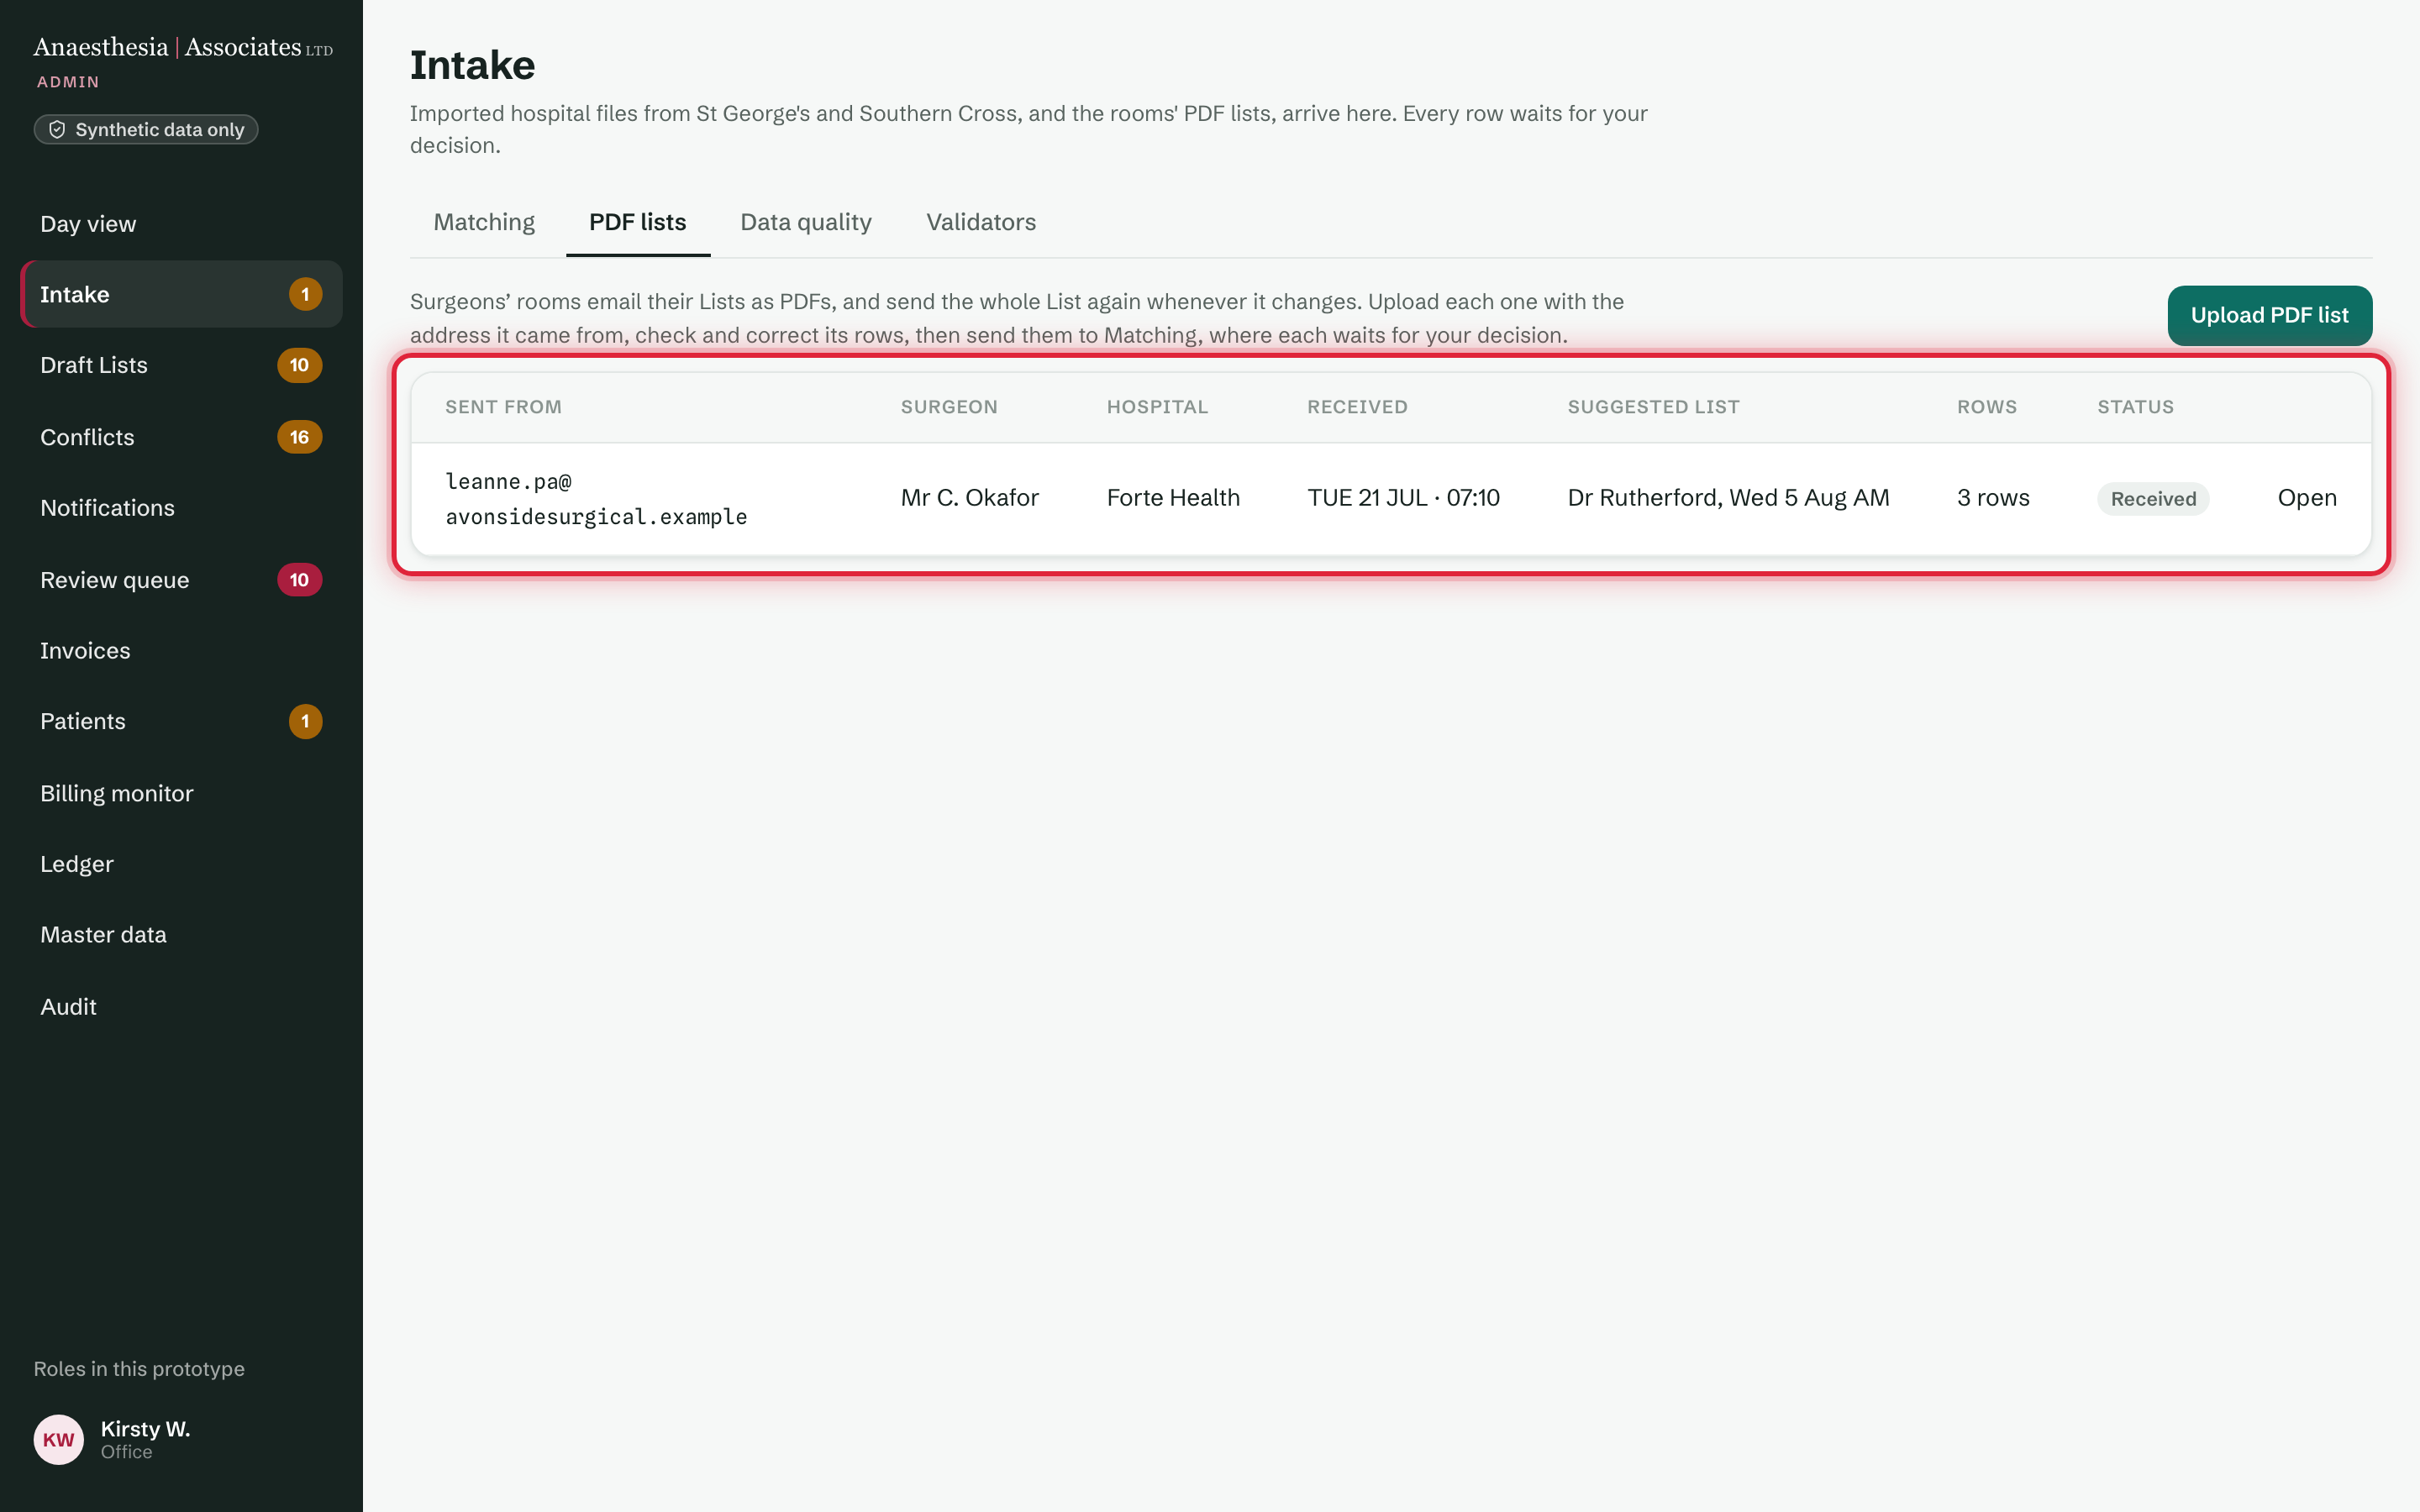 Anaesthesia | Associates LTD
ADMIN
Synthetic data only
Day view
Intake 1
Draft Lists 10
Conflicts 16
Notifications
Review queue 10
Invoices
Patients 1
Billing monitor
Ledger
Master data
Audit
Roles in this prototype
KW Kirsty W.
Office
Intake
Imported hospital files from St George's and Southern Cross, and the rooms' PDF lists, arrive here. Every row waits for your
decision.
Matching PDF lists Data quality Validators
Surgeons’ rooms email their Lists as PDFs, and send the whole List again whenever it changes. Upload each one with the
address it came from, check and correct its rows, then send them to Matching, where each waits for your decision.
Upload PDF list
SENT FROM SURGEON HOSPITAL RECEIVED SUGGESTED LIST ROWS STATUS
leanne.pa@
avonsidesurgical.example
Mr C. Okafor Forte Health TUE 21 JUL · 07:10 Dr Rutherford, Wed 5 Aug AM 3 rows Received Open